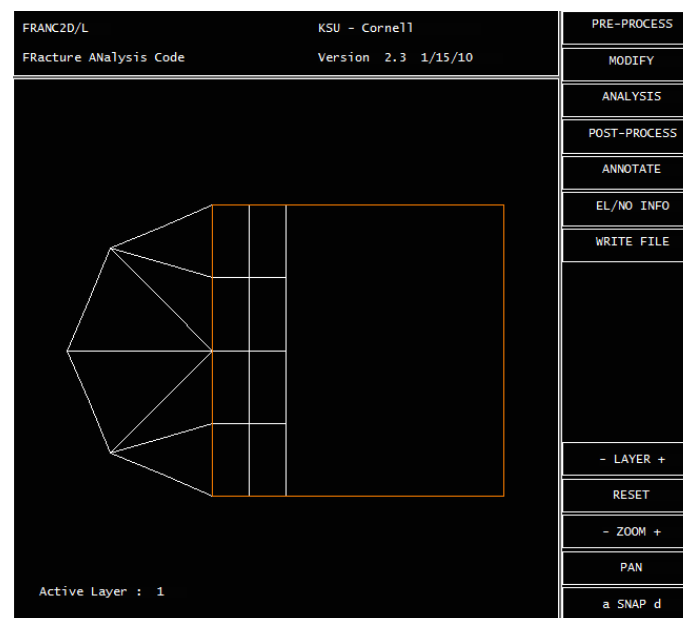 FRANC2D/L
KSU - Cornell
FRacture ANalysis Code
Version 2.3 1/15/10
PRE-PROCESS
MODIFY
ANALYSIS
POST-PROCESS
ANNOTATE
EL/NO INFO
WRITE FILE
- LAYER +
RESET
- ZOOM +
PAN
a SNAP d
Active Layer : 1